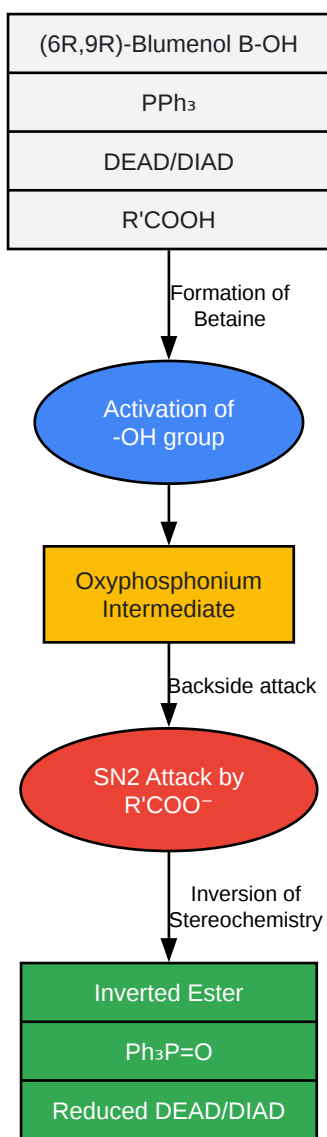 (6R,9R)-Blumenol B-OH
PPh₃
DEAD/DIAD
R'COOH
Formation of
Betaine
Activation of
-OH group
Oxyphosphonium
Intermediate
Backside attack
SN2 Attack by
R'COO⁻
Inversion of
Stereochemistry
Inverted Ester
Ph₃P=O
Reduced DEAD/DIAD